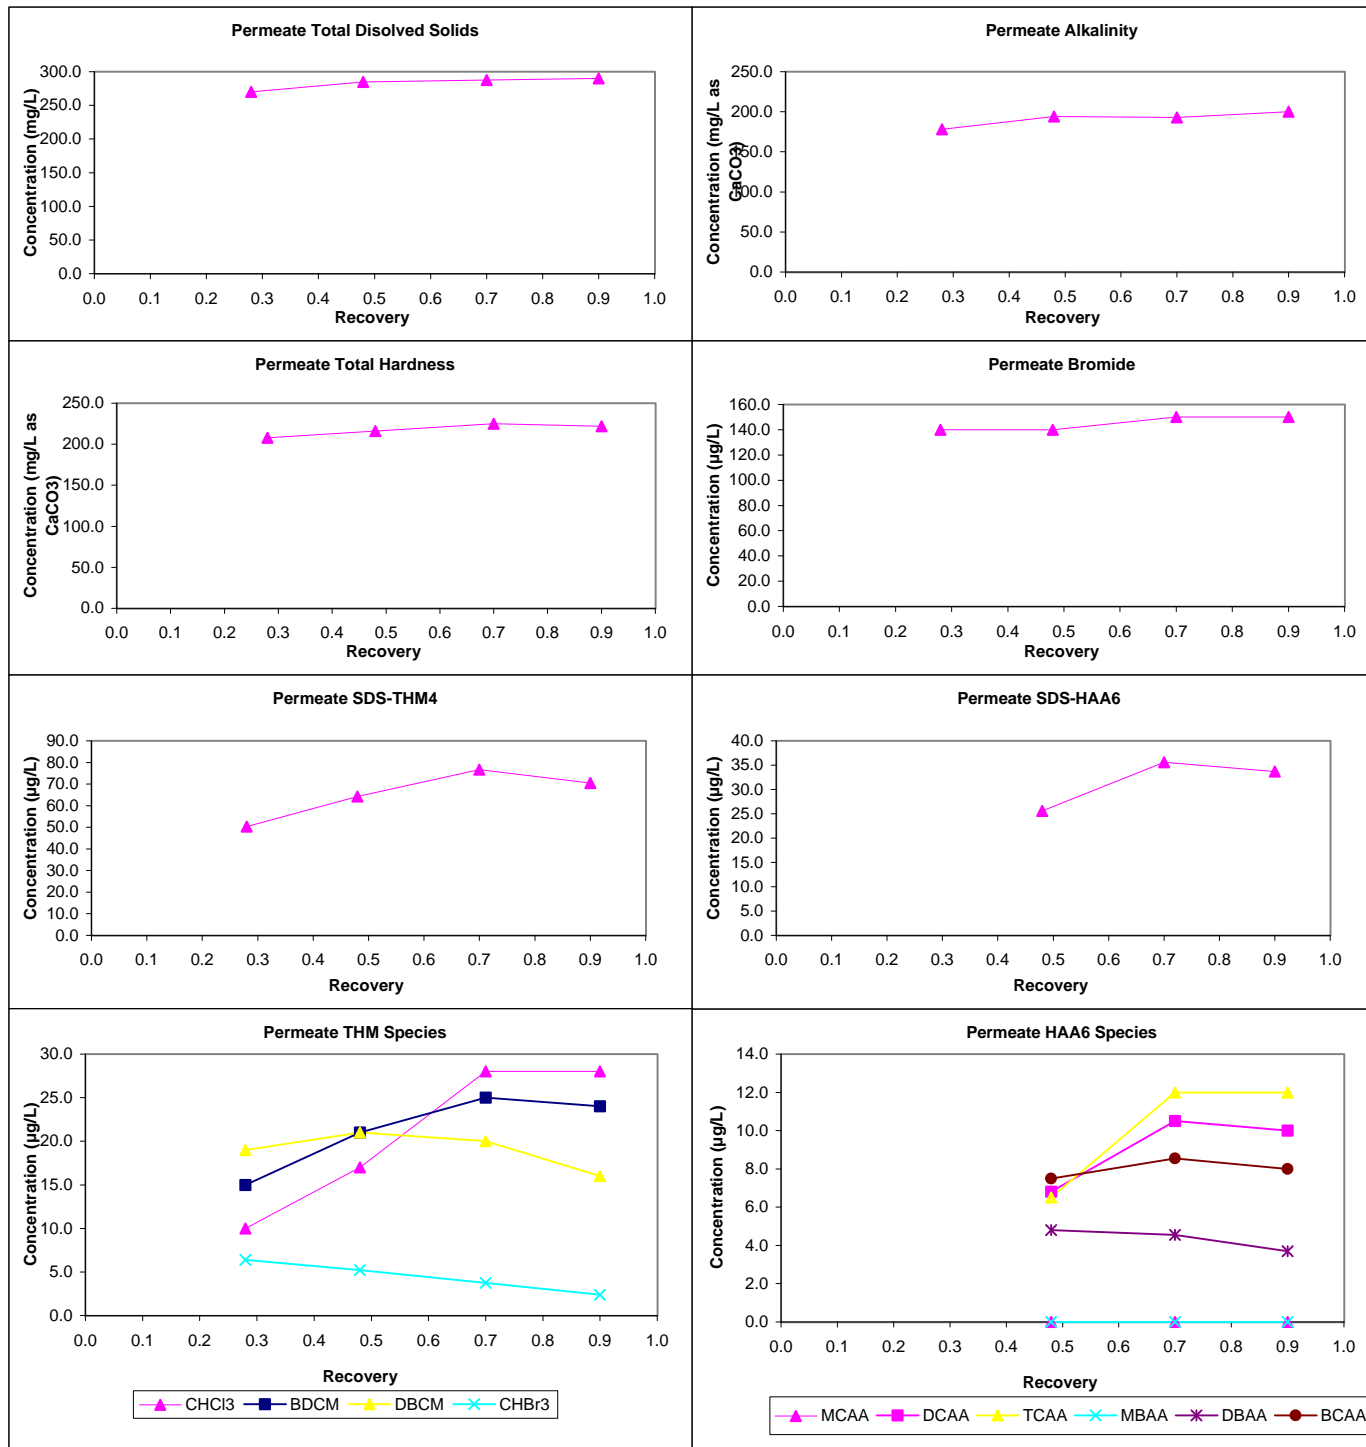 Permeate Total Disolved Solids
Concentration (mg/L)
300.0
250.0
200.0
150.0
100.0
50.0
0.0
0.0 0.1 0.2 0.3 0.4 0.5 0.6 0.7 0.8 0.9 1.0
Recovery
Permeate Alkalinity
Concentration (mg/L as
CaCO3)
250.0
200.0
150.0
100.0
50.0
0.0
0.0 0.1 0.2 0.3 0.4 0.5 0.6 0.7 0.8 0.9 1.0
Recovery
Permeate Total Hardness
Concentration (mg/L as
CaCO3)
250.0
200.0
150.0
100.0
50.0
0.0
0.0 0.1 0.2 0.3 0.4 0.5 0.6 0.7 0.8 0.9 1.0
Recovery
Permeate Bromide
Concentration (µg/L)
160.0
140.0
120.0
100.0
80.0
60.0
40.0
20.0
0.0
0.0 0.1 0.2 0.3 0.4 0.5 0.6 0.7 0.8 0.9 1.0
Recovery
Permeate SDS-THM4
Concentration (µg/L)
90.0
80.0
70.0
60.0
50.0
40.0
30.0
20.0
10.0
0.0
0.0 0.1 0.2 0.3 0.4 0.5 0.6 0.7 0.8 0.9 1.0
Recovery
Permeate SDS-HAA6
Concentration (µg/L)
40.0
35.0
30.0
25.0
20.0
15.0
10.0
5.0
0.0
0.0 0.1 0.2 0.3 0.4 0.5 0.6 0.7 0.8 0.9 1.0
Recovery
Permeate THM Species
Concentration (µg/L)
30.0
25.0
20.0
15.0
10.0
5.0
0.0
0.0 0.1 0.2 0.3 0.4 0.5 0.6 0.7 0.8 0.9 1.0
Recovery
CHCl3 BDCM DBCM CHBr3
Permeate HAA6 Species
Concentration (µg/L)
14.0
12.0
10.0
8.0
6.0
4.0
2.0
0.0
0.0 0.1 0.2 0.3 0.4 0.5 0.6 0.7 0.8 0.9 1.0
Recovery
MCAA DCAA TCAA MBAA DBAA BCAA